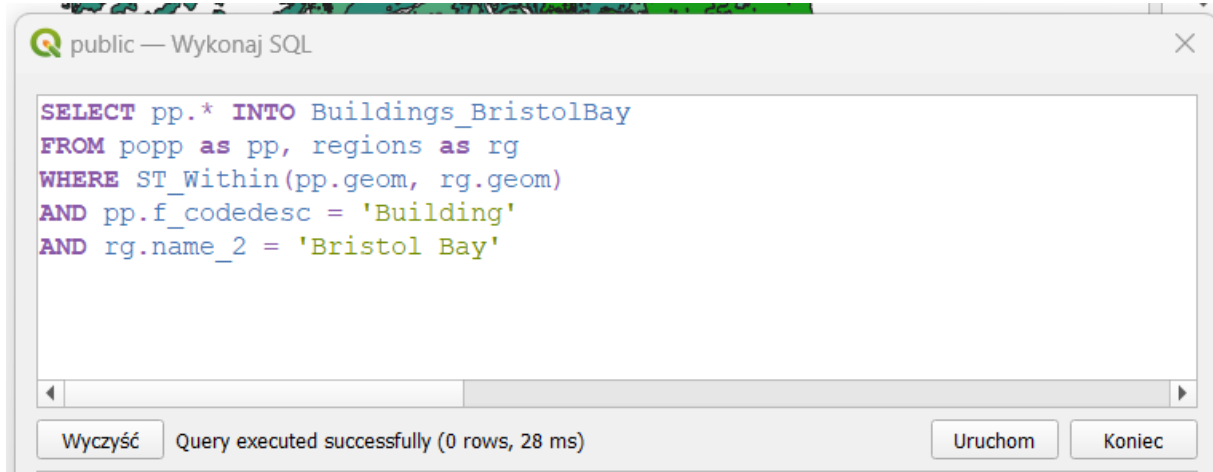 public — Wykonaj SQL
SELECT pp.* INTO Buildings_BristolBay
FROM popp as pp, regions as rg
WHERE ST_Within(pp.geom, rg.geom)
AND pp.f_codedesc = 'Building'
AND rg.name_2 = 'Bristol Bay'
Wyczyść Query executed successfully (0 rows, 28 ms) Uruchom Koniec